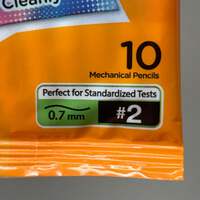 Cleanly
10
Mechanical Pencils
Perfect for Standardized Tests
0.7 mm
#2